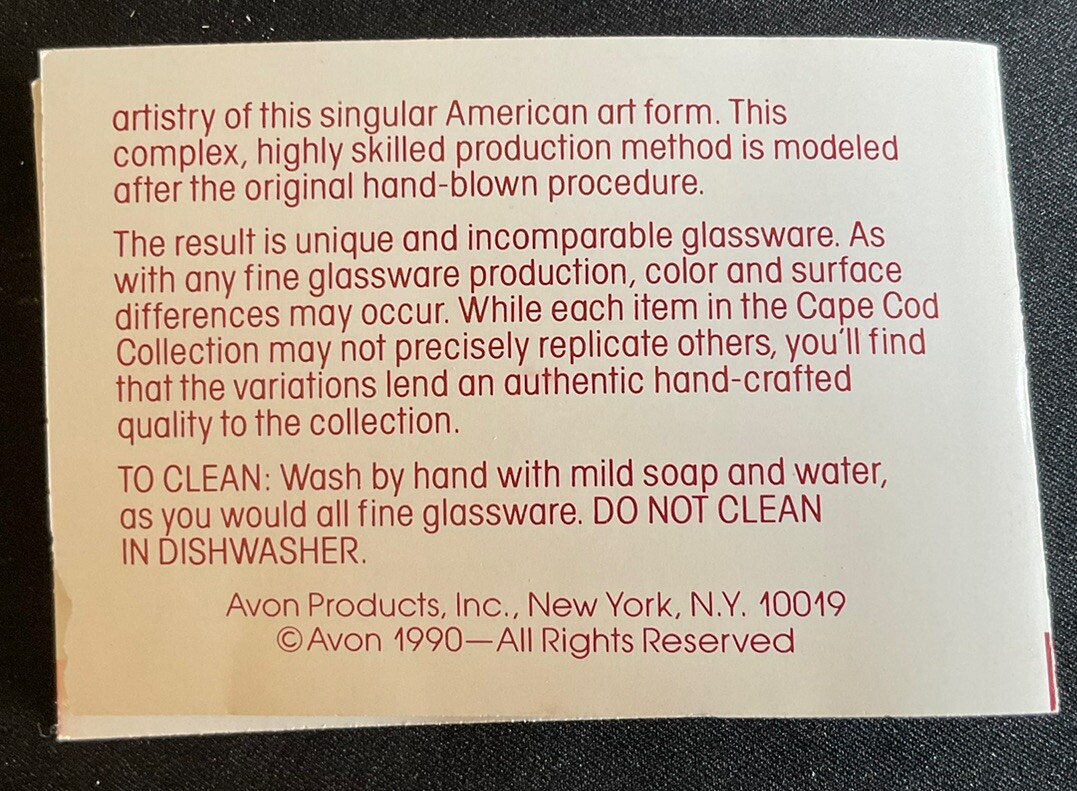 artistry of this singular American art form. This
complex, highly skilled production method is modeled
after the original hand-blown procedure.
The result is unique and incomparable glassware. As
with any fine glassware production, color and surface
differences may occur. While each item in the Cape Cod
Collection may not precisely replicate others, you'll find
that the variations lend an authentic hand-crafted
quality to the collection.
TO CLEAN: Wash by hand with mild soap and water,
as you would all fine glassware. DO NOT CLEAN
IN DISHWASHER.
Avon Products, Inc., New York, N.Y. 10019
©Avon 1990—All Rights Reserved